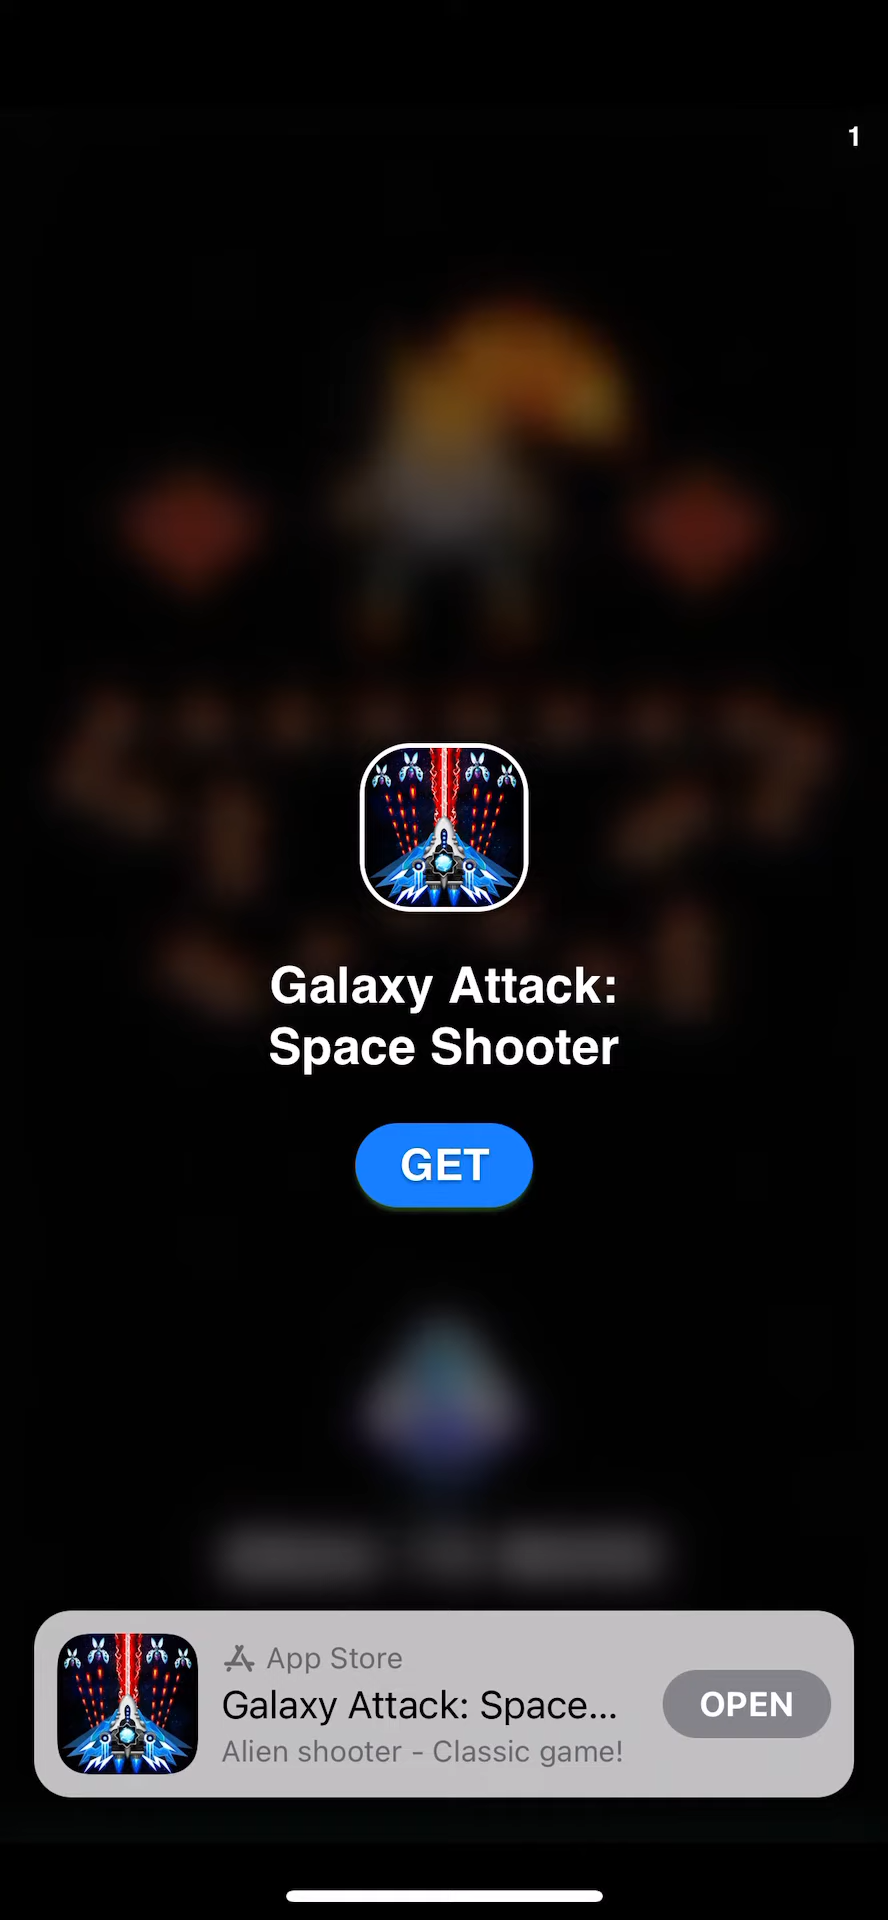 1
Galaxy Attack:
Space Shooter
GET
App Store
Galaxy Attack: Space...
Alien shooter - Classic game!
OPEN